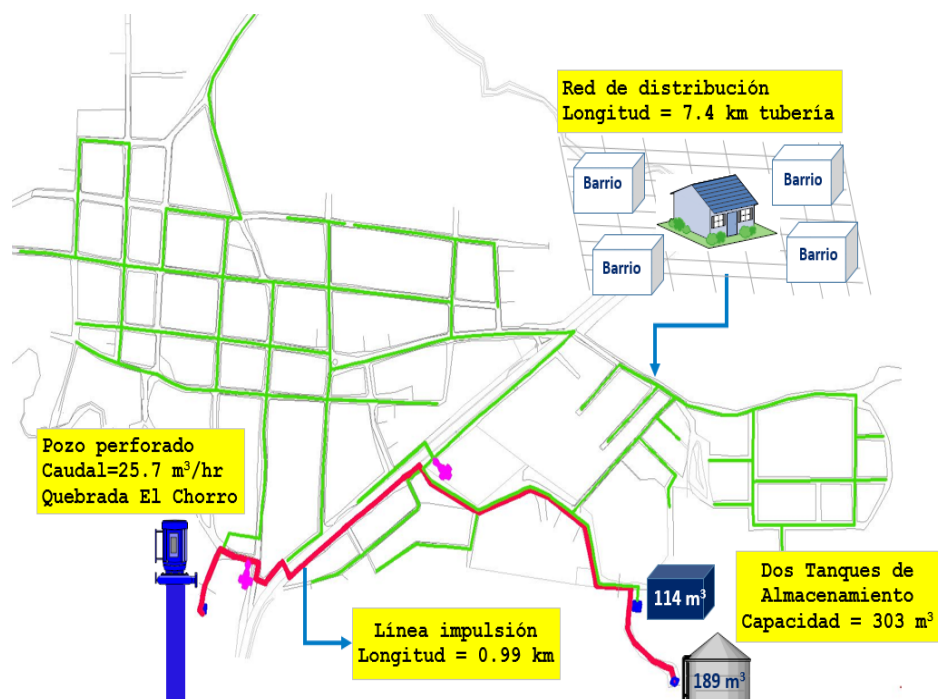 Red de distribución
Longitud = 7.4 km tubería
Barrio
Barrio
Barrio
Barrio
Pozo perforado
Caudal=25.7 m³/hr
Quebrada El Chorro
114 m³
Dos Tanques de
Almacenamiento
Capacidad = 303 m³
Línea impulsión
Longitud = 0.99 km
189 m³